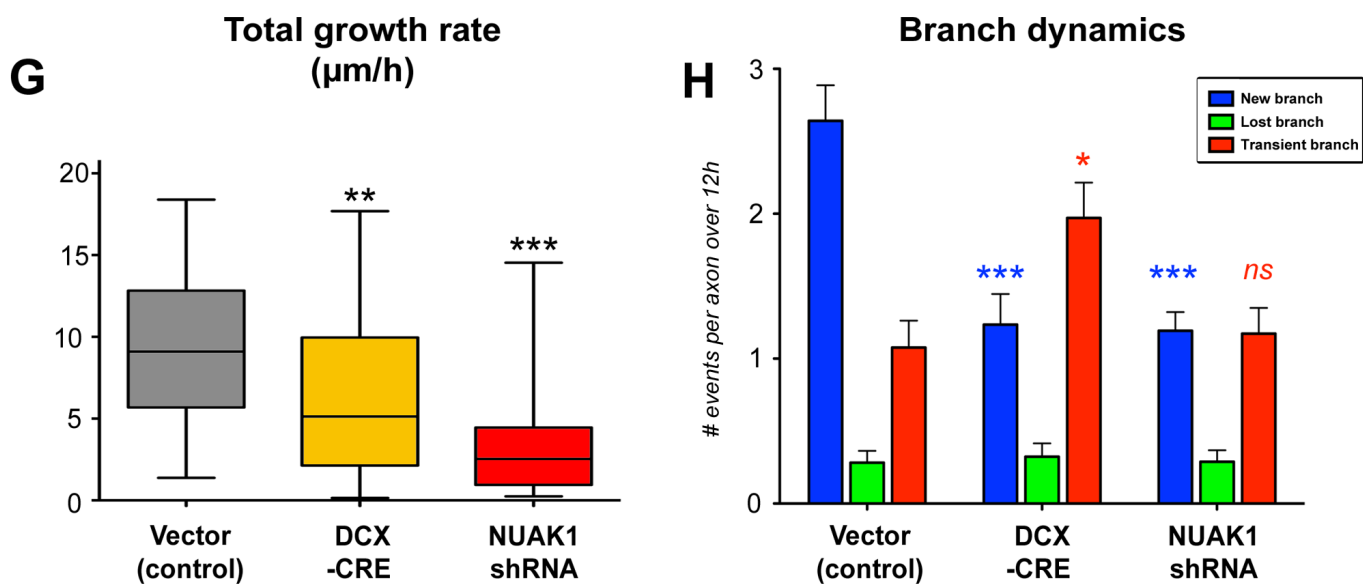 G
Total growth rate
(µm/h)
20
15
10
5
0
**
***
Vector
(control)
DCX
-CRE
NUAK1
shRNA
H
Branch dynamics
# events per axon over 12h
3
2
1
0
New branch
Lost branch
Transient branch
***
*
***
ns
Vector
(control)
DCX
-CRE
NUAK1
shRNA